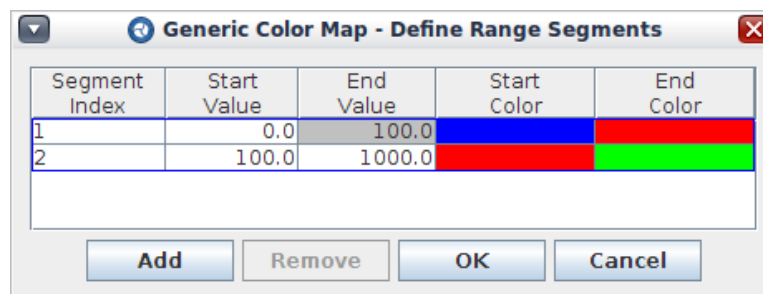 Generic Color Map - Define Range Segments
Segment Index Start Value End Value Start Color End Color
1 0.0 100.0
2 100.0 1000.0
Add Remove OK Cancel